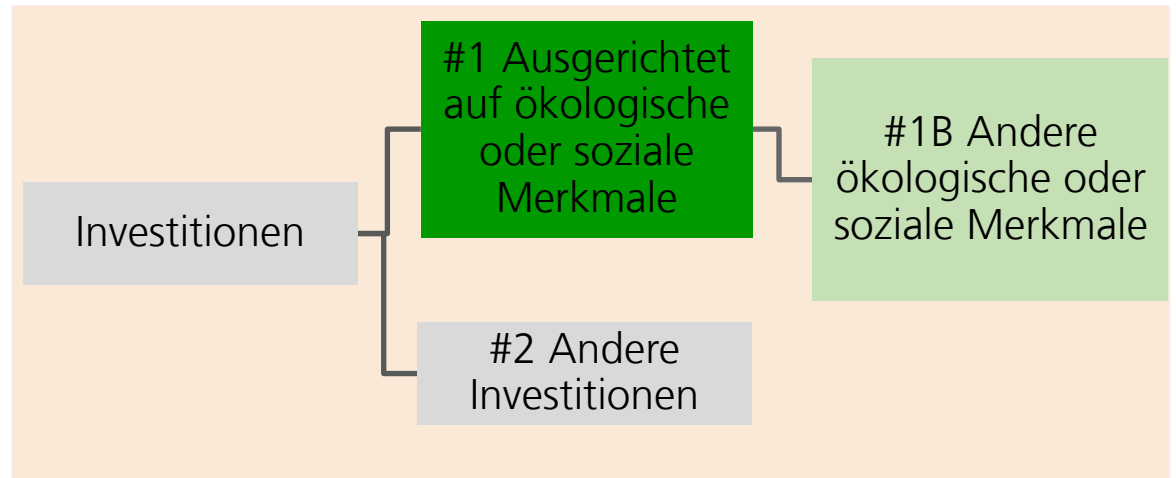 Investitionen
#1 Ausgerichtet
auf ökologische
oder soziale
Merkmale
#1B Andere
ökologische oder
soziale Merkmale
#2 Andere
Investitionen